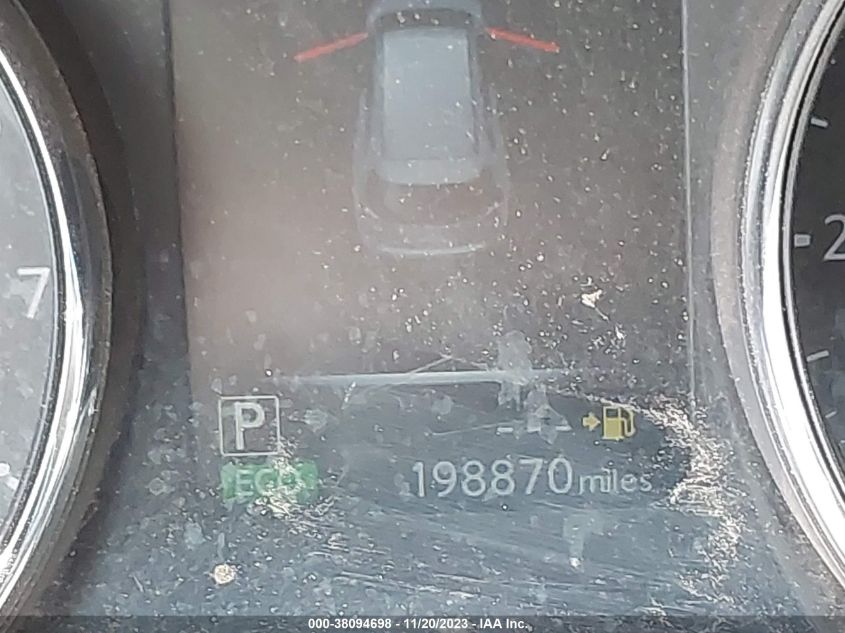 7
2
P
ECO
198870 miles
000-38094698 - 11/20/2023 - IAA Inc.